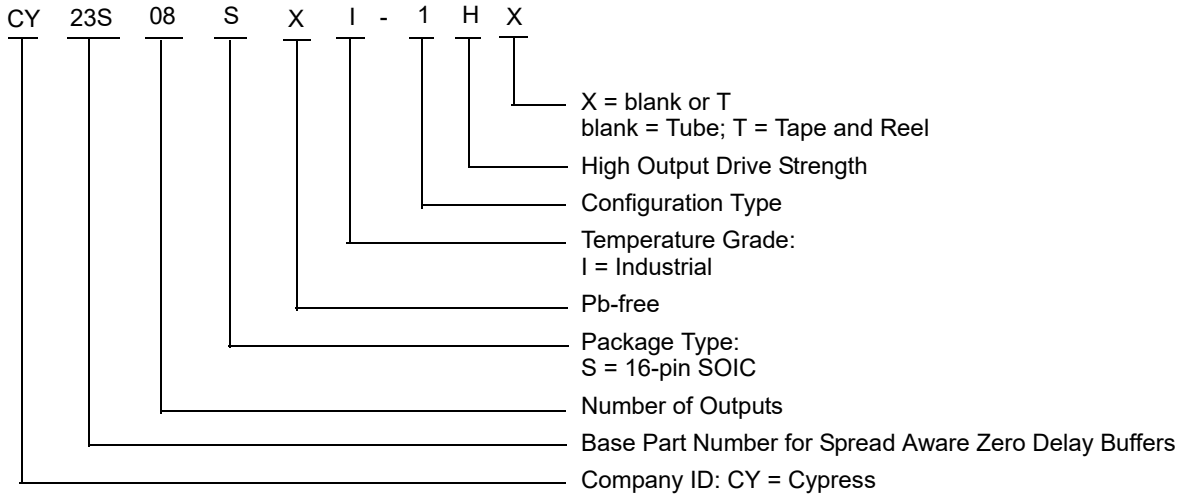 CY 23S 08 S X I - 1 H X
X = blank or T
blank = Tube; T = Tape and Reel
High Output Drive Strength
Configuration Type
Temperature Grade:
I = Industrial
Pb-free
Package Type:
S = 16-pin SOIC
Number of Outputs
Base Part Number for Spread Aware Zero Delay Buffers
Company ID: CY = Cypress